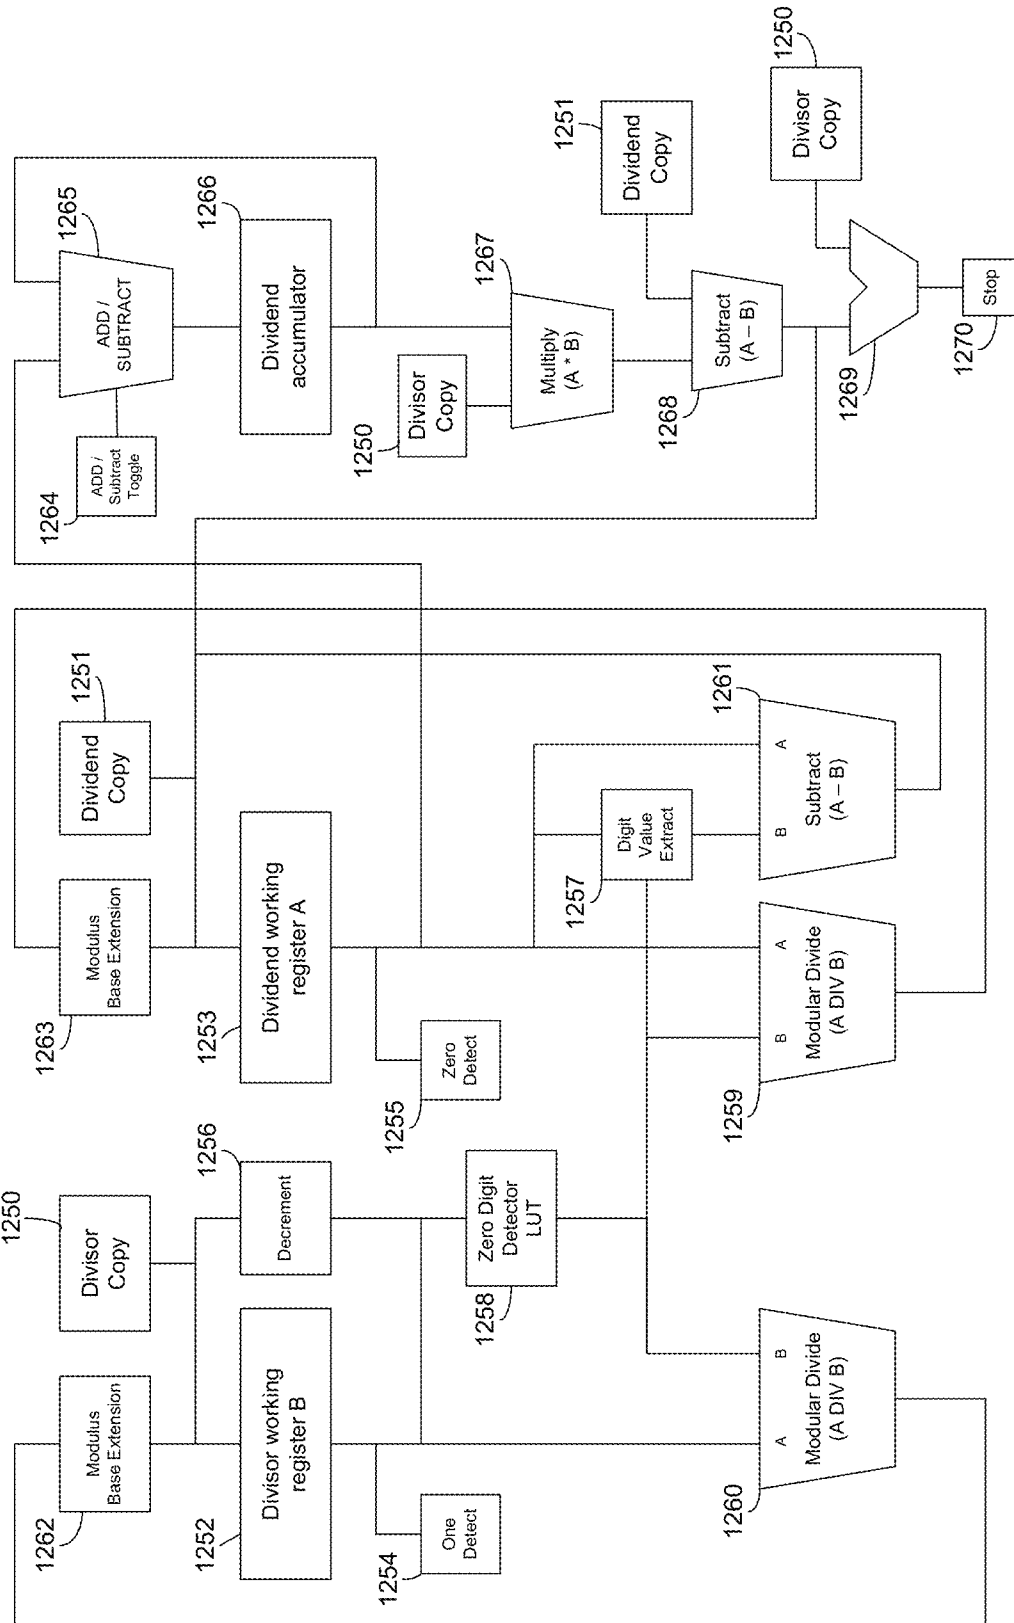 1250
Divisor
Copy
1262
Modulus
Base Extension
1252
Divisor working
register B
1256
Decrement
1254
One
Detect
1258
Zero Digit
Detector
LUT
1260
A
B
Modular Divide
(A DIV B)
1263
Modulus
Base Extension
1251
Dividend
Copy
1253
Dividend working
register A
1255
Zero
Detect
1257
Digit
Value
Extract
1259
B
A
Modular Divide
(A DIV B)
1261
B
A
Subtract
(A – B)
1264
ADD /
Subtract
Toggle
1265
ADD /
SUBTRACT
1266
Dividend
accumulator
1250
Divisor
Copy
1267
Multiply
(A * B)
1251
Dividend
Copy
1268
Subtract
(A – B)
1250
Divisor
Copy
1269
1270
Stop